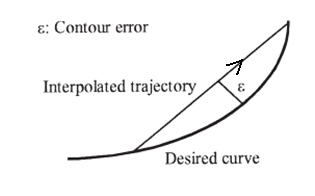 ε: Contour error
Interpolated trajectory
ε
Desired curve